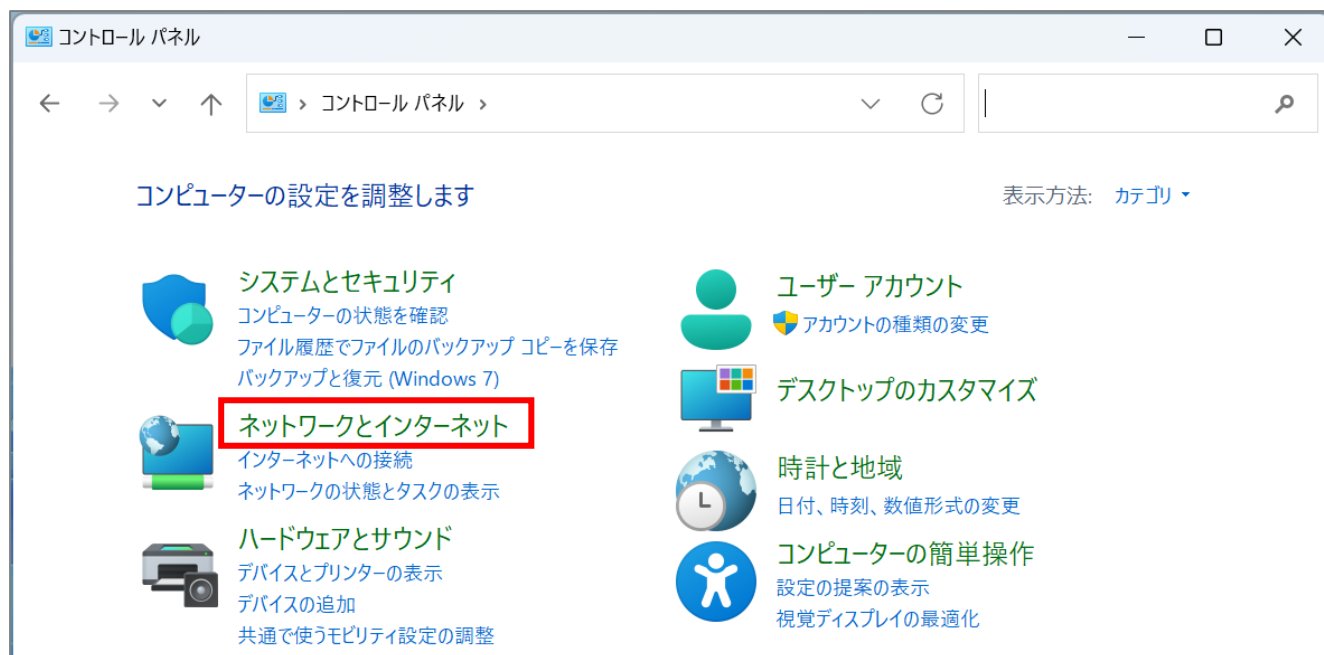 コントロール パネル
コントロール パネル
コンピューターの設定を調整します
表示方法: カテゴリ
システムとセキュリティ
コンピューターの状態を確認
ファイル履歴でファイルのバックアップ コピーを保存
バックアップと復元 (Windows 7)
ネットワークとインターネット
インターネットへの接続
ネットワークの状態とタスクの表示
ハードウェアとサウンド
デバイスとプリンターの表示
デバイスの追加
共通で使うモビリティ設定の調整
ユーザー アカウント
アカウントの種類の変更
デスクトップのカスタマイズ
時計と地域
日付、時刻、数値形式の変更
コンピューターの簡単操作
設定の提案の表示
視覚ディスプレイの最適化